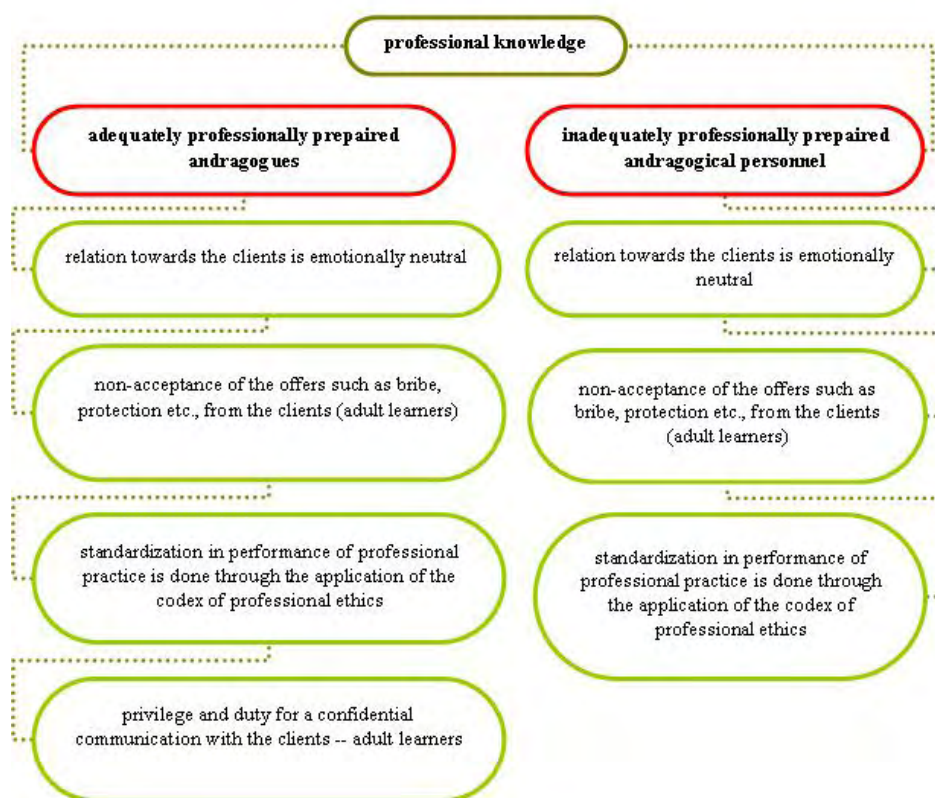 professional knowledge
adequately professionally prepaired
andragogues
inadequately professionally prepaired
andragogical personnel
relation towards the clients is emotionally neutral
relation towards the clients is emotionally
neutral
non-acceptance of the offers such as bribe,
protection etc., from the clients (adult learners)
non-acceptance of the offers such as
bribe, protection etc., from the clients
(adult learners)
standardization in performance of professional
practice is done through the application of the
codex of professional ethics
standardization in performance of
professional practice is done through
the application of the codex of
professional ethics
privilege and duty for a confidential
communication with the clients -- adult learners